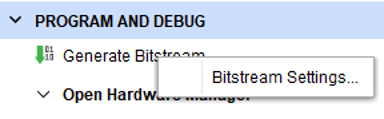 PROGRAM AND DEBUG
Generate Bitstream
Bitstream Settings...
Open Hardware Manager